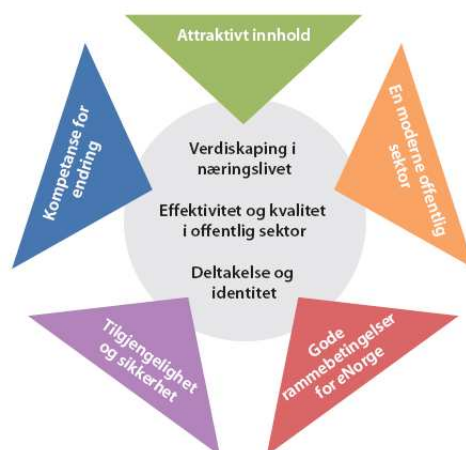 Attraktivt innhold
En moderne offentlig
sektor
Gode
rammebetingelser
for eNorge
Tilgjengelighet
og sikkerhet
Kompetanse for
endring
Verdiskaping i
næringslivet
Effektivitet og kvalitet
i offentlig sektor
Deltakelse og
identitet